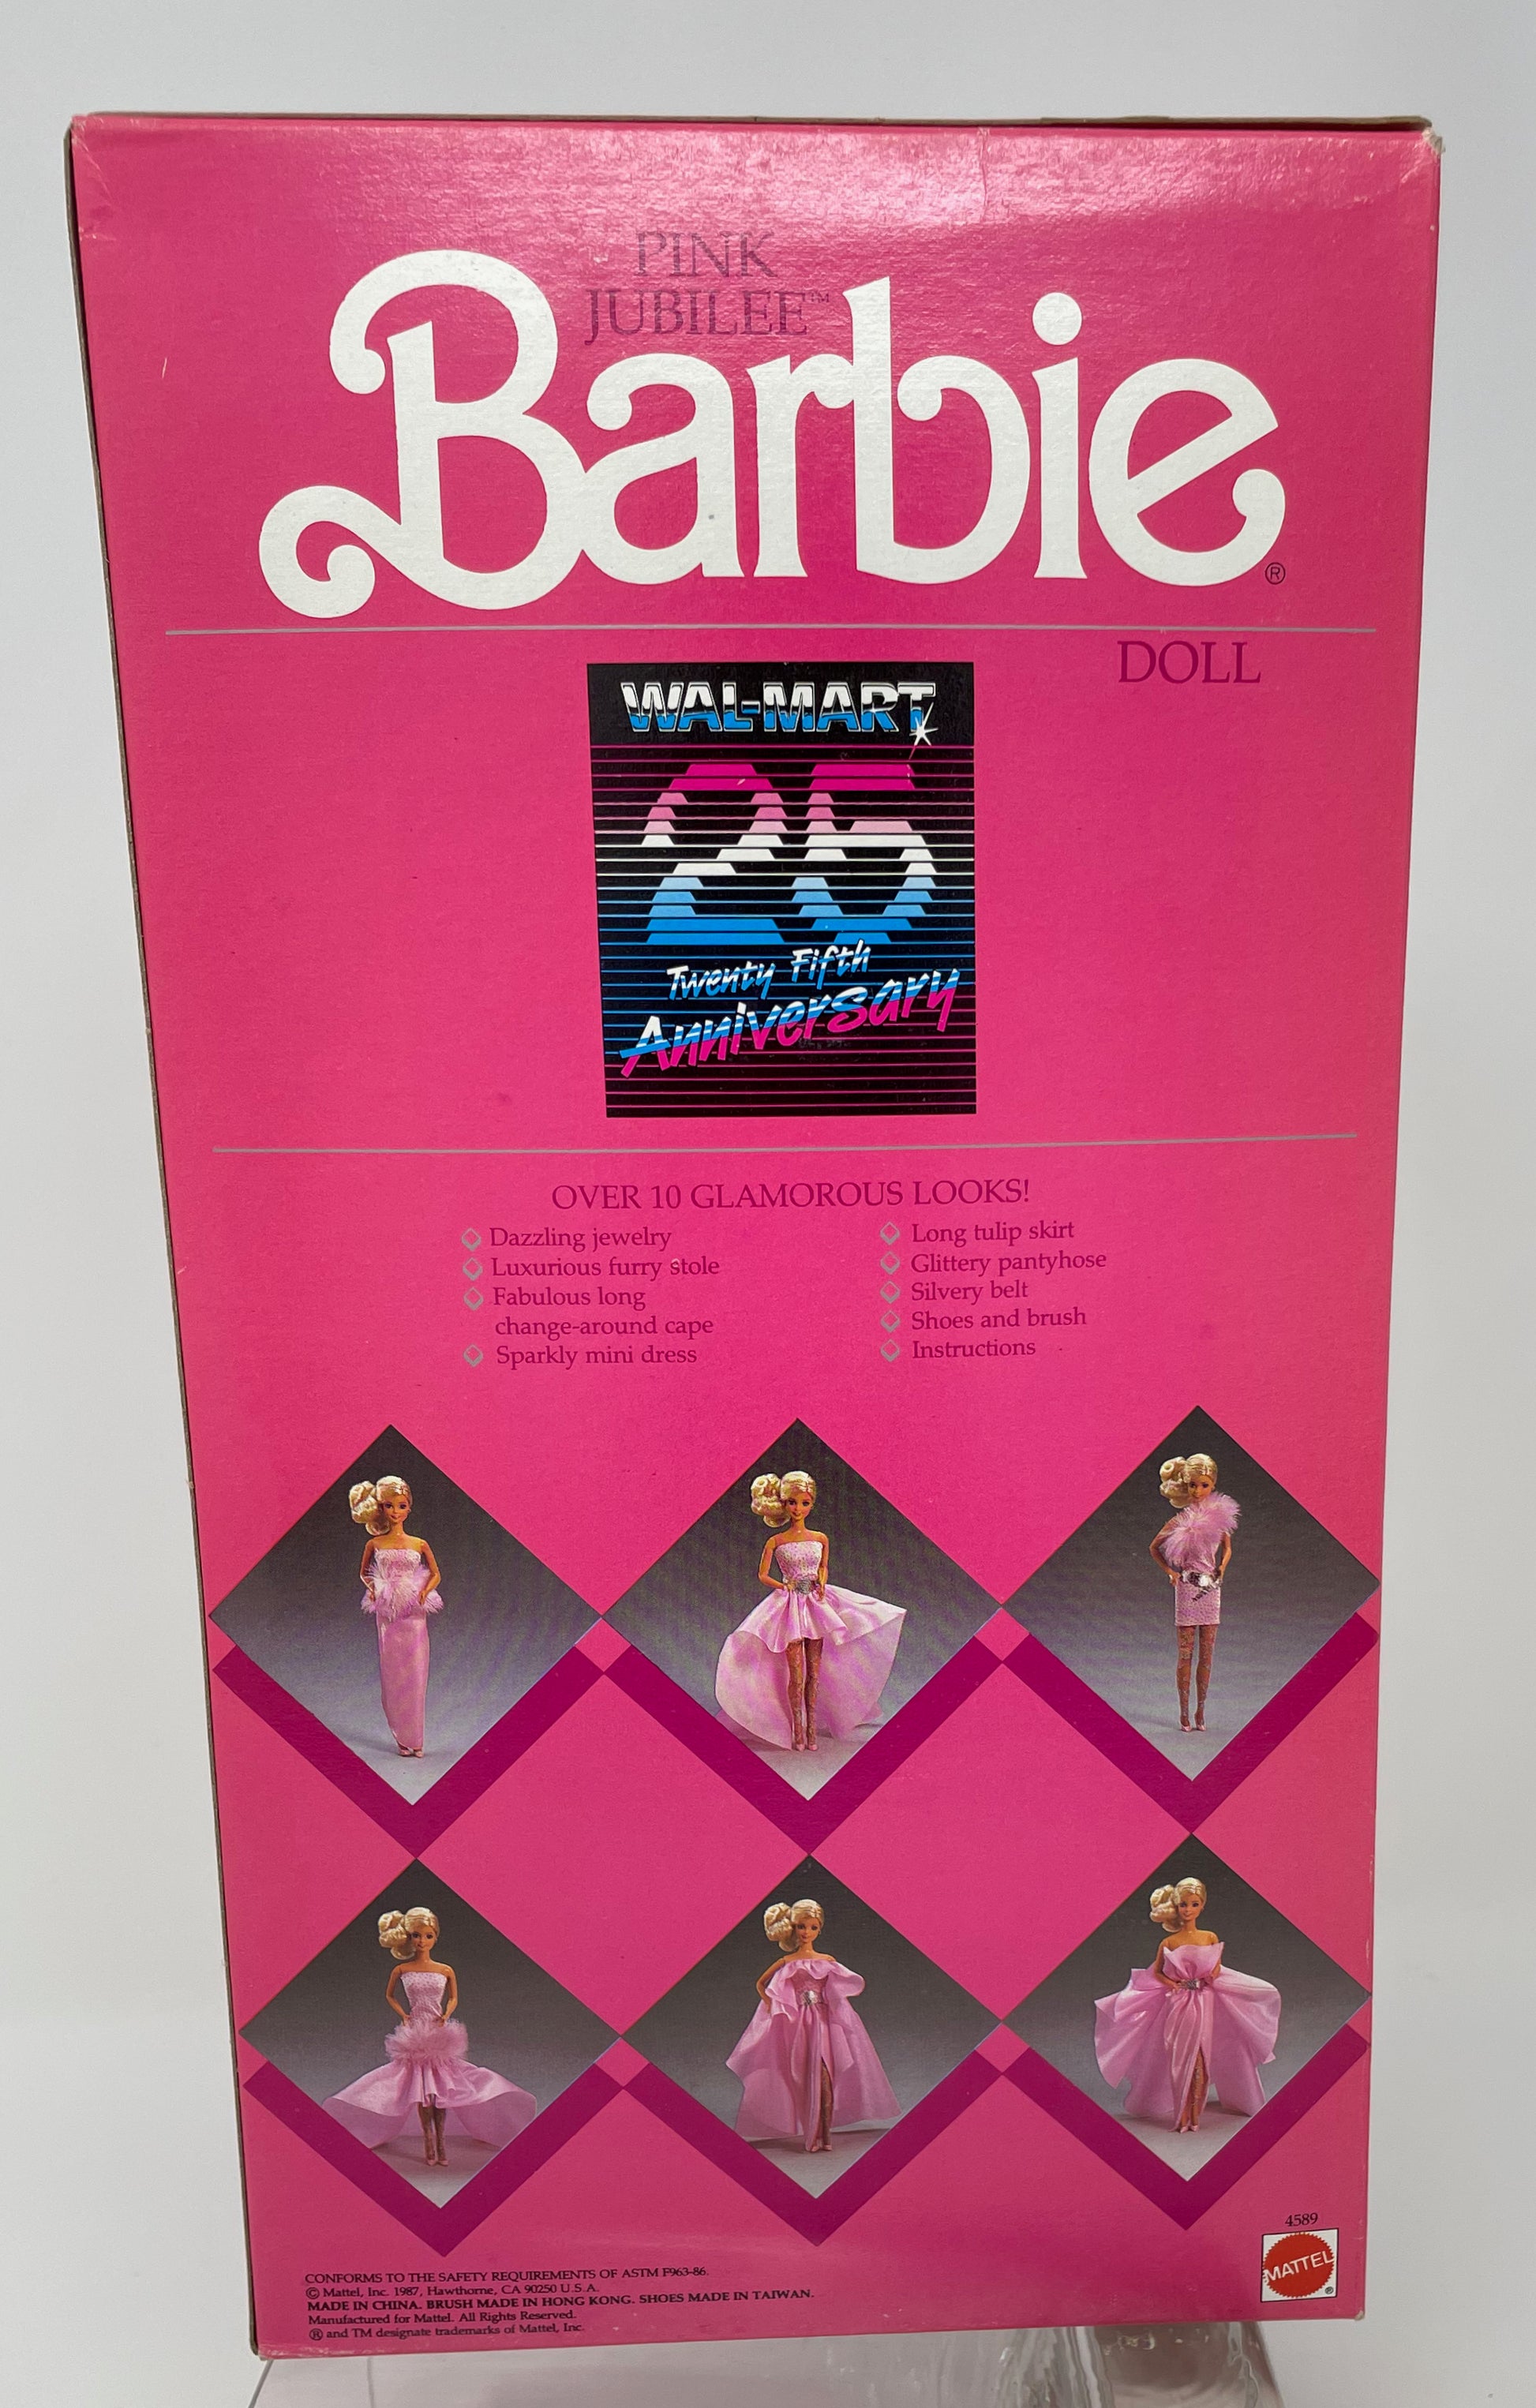 PINK
JUBILEE™
Barbie®
DOLL
WAL-MART
25
Twenty Fifth
Anniversary
OVER 10 GLAMOROUS LOOKS!
Dazzling jewelry
Luxurious furry stole
Fabulous long
change-around cape
Sparkly mini dress
Long tulip skirt
Glittery pantyhose
Silvery belt
Shoes and brush
Instructions
4589
MATTEL®
CONFORMS TO THE SAFETY REQUIREMENTS OF ASTM F963-86.
© Mattel, Inc. 1987, Hawthorne, CA 90250 U.S.A.
MADE IN CHINA. BRUSH MADE IN HONG KONG. SHOES MADE IN TAIWAN.
Manufactured for Mattel. All Rights Reserved.
® and TM designate trademarks of Mattel, Inc.